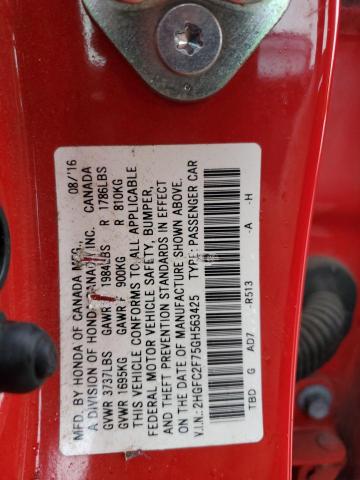 MFD. BY HONDA OF CANADA MFG., 08/'16
A DIVISION OF HONDA CANADA INC. CANADA
GVWR 3737LBS GAWR F 1984LBS R 1786LBS
GVWR 1695KG GAWR F 900KG R 810KG
THIS VEHICLE CONFORMS TO ALL APPLICABLE
FEDERAL MOTOR VEHICLE SAFETY, BUMPER,
AND THEFT PREVENTION STANDARDS IN EFFECT
ON THE DATE OF MANUFACTURE SHOWN ABOVE.
V.I.N.: 2HGFC2F75GH563425 TYPE: PASSENGER CAR
TBD G AD7 -R513 -A -H